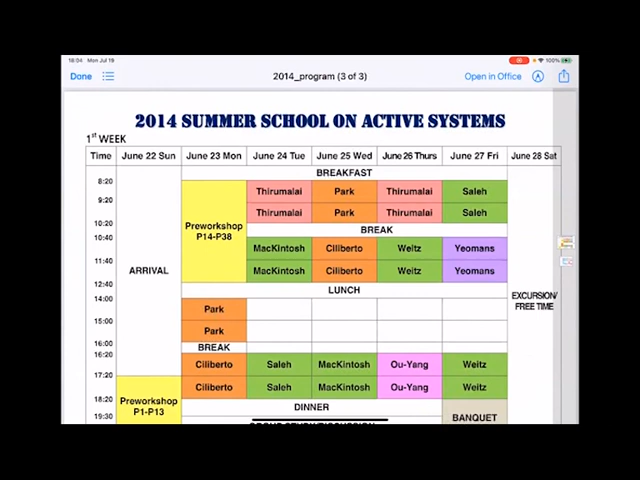 18:04 Mon Jul 19
100%
Done
2014_program (3 of 3)
Open in Office
2014 SUMMER SCHOOL ON ACTIVE SYSTEMS
1st WEEK
Time June 22 Sun June 23 Mon June 24 Tue June 25 Wed June 26 Thurs June 27 Fri June 28 Sat
BREAKFAST
8:20
Thirumalai Park Thirumalai Saleh
9:20
Thirumalai Park Thirumalai Saleh
Preworkshop
P14-P38
10:20
BREAK
10:40
MacKintosh Ciliberto Weitz Yeomans
11:40
MacKintosh Ciliberto Weitz Yeomans
ARRIVAL
12:40
LUNCH
EXCURSION/
FREE TIME
14:00
Park
15:00
Park
16:00
BREAK
16:20
Ciliberto Saleh MacKintosh Ou-Yang Weitz
17:20
Ciliberto Saleh MacKintosh Ou-Yang Weitz
18:20
Preworkshop
P1-P13
DINNER
19:30
BANQUET